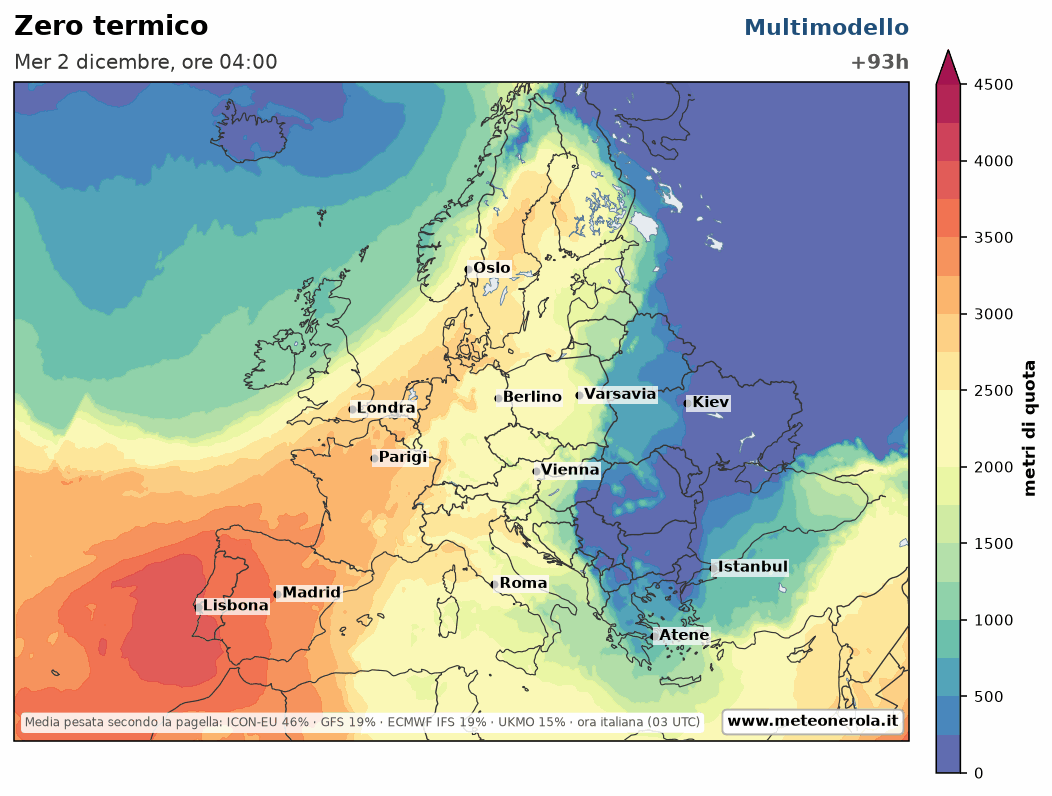 Zero termico
Multimodello
Mer 2 dicembre, ore 04:00
+93h
4500
4000
3500
3000
2500
2000
1500
1000
500
0
metri di quota
Oslo
Londra
Berlino
Varsavia
Kiev
Parigi
Vienna
Istanbul
Roma
Madrid
Lisbona
Atene
Media pesata secondo la pagella: ICON-EU 46% · GFS 19% · ECMWF IFS 19% · UKMO 15% · ora italiana (03 UTC)
www.meteonerola.it